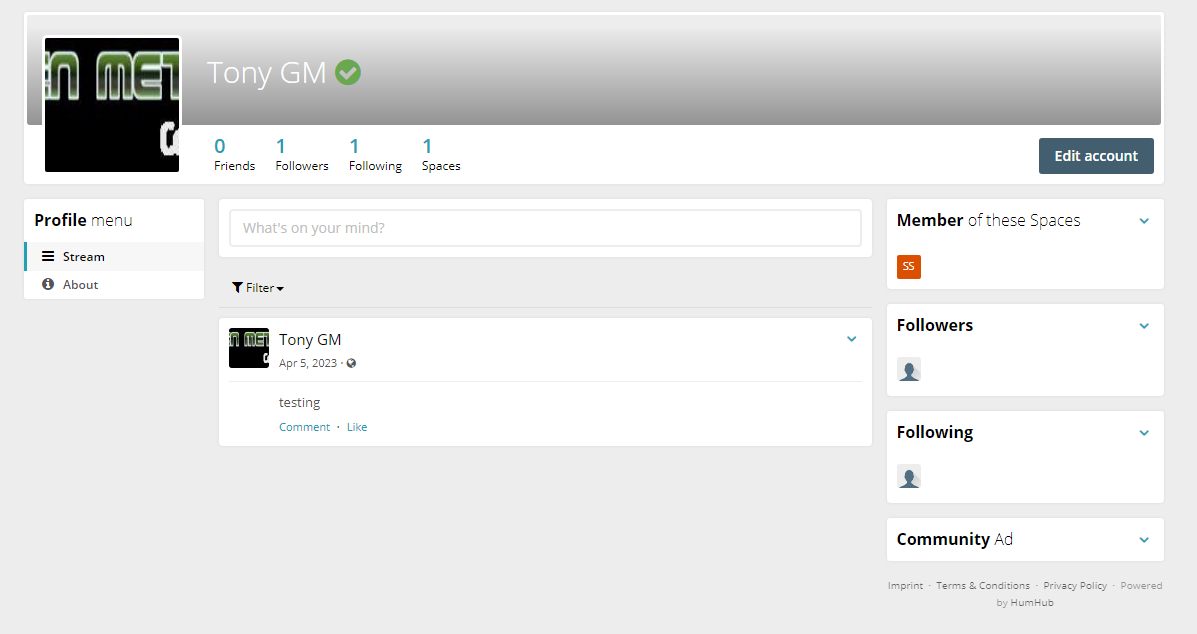 Tony GM
0 1 1 1
Friends Followers Following Spaces
Edit account
Profile menu
Stream
About
What's on your mind?
Filter
Tony GM
Apr 5, 2023 ·
testing
Comment · Like
Member of these Spaces
SS
Followers
Following
Community Ad
Imprint · Terms & Conditions · Privacy Policy · Powered
by HumHub